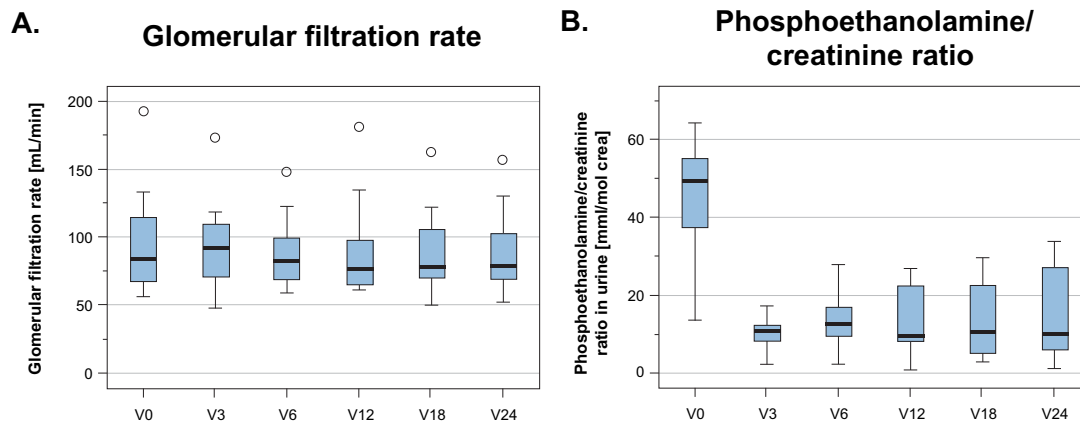 A.
Glomerular filtration rate
Glomerular filtration rate [mL/min]
200
150
100
50
0
V0 V3 V6 V12 V18 V24
B.
Phosphoethanolamine/
creatinine ratio
Phosphoethanolamine/creatinine
ratio in urine [mml/mol crea]
60
40
20
0
V0 V3 V6 V12 V18 V24